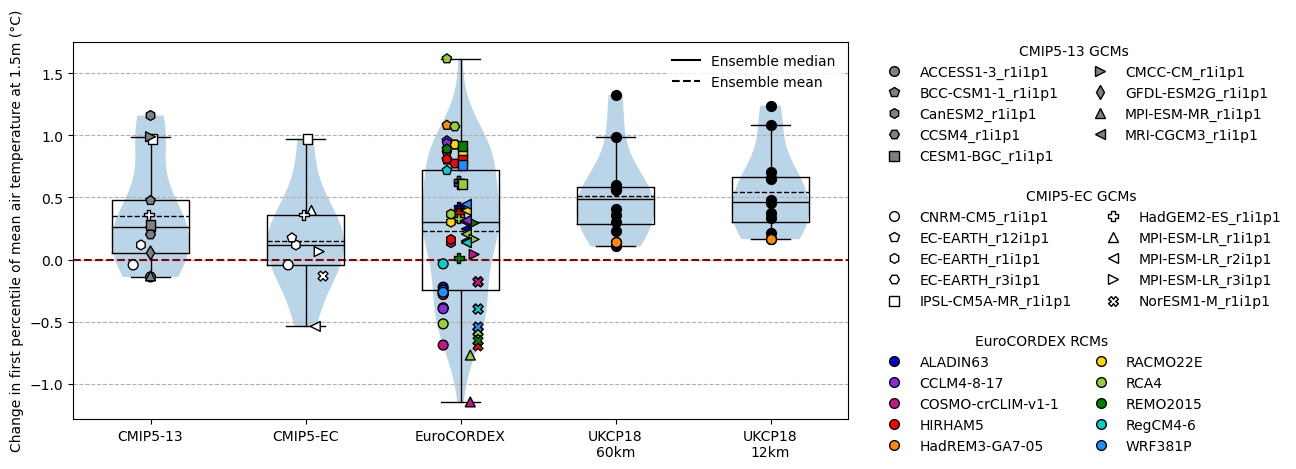 Change in first percentile of mean air temperature at 1.5m (°C)
1.5
1.0
0.5
0.0
−0.5
−1.0
Ensemble median
Ensemble mean
CMIP5-13
CMIP5-EC
EuroCORDEX
UKCP18
60km
UKCP18
12km
CMIP5-13 GCMs
ACCESS1-3_r1i1p1
BCC-CSM1-1_r1i1p1
CanESM2_r1i1p1
CCSM4_r1i1p1
CESM1-BGC_r1i1p1
CMCC-CM_r1i1p1
GFDL-ESM2G_r1i1p1
MPI-ESM-MR_r1i1p1
MRI-CGCM3_r1i1p1
CMIP5-EC GCMs
CNRM-CM5_r1i1p1
EC-EARTH_r12i1p1
EC-EARTH_r1i1p1
EC-EARTH_r3i1p1
IPSL-CM5A-MR_r1i1p1
HadGEM2-ES_r1i1p1
MPI-ESM-LR_r1i1p1
MPI-ESM-LR_r2i1p1
MPI-ESM-LR_r3i1p1
NorESM1-M_r1i1p1
EuroCORDEX RCMs
ALADIN63
CCLM4-8-17
COSMO-crCLIM-v1-1
HIRHAM5
HadREM3-GA7-05
RACMO22E
RCA4
REMO2015
RegCM4-6
WRF381P